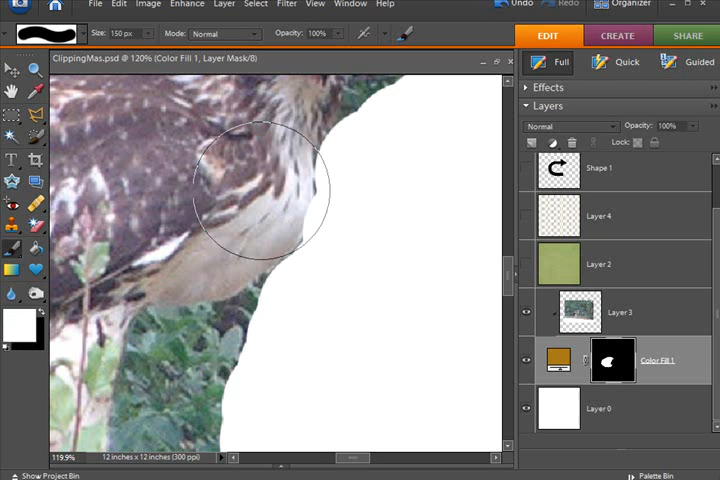 File Edit Image Enhance Layer Select Filter View Window Help Undo Redo Organizer
Size: 150 px Mode: Normal Opacity: 100% EDIT CREATE SHARE
ClippingMas.psd @ 120% (Color Fill 1, Layer Mask/8)
Full Quick Guided
Effects
Layers
Normal Opacity: 100%
Lock:
Shape 1
Layer 4
Layer 2
Layer 3
Color Fill 1
Layer 0
119.9% 12 inches x 12 inches (300 ppi)
Show Project Bin Palette Bin